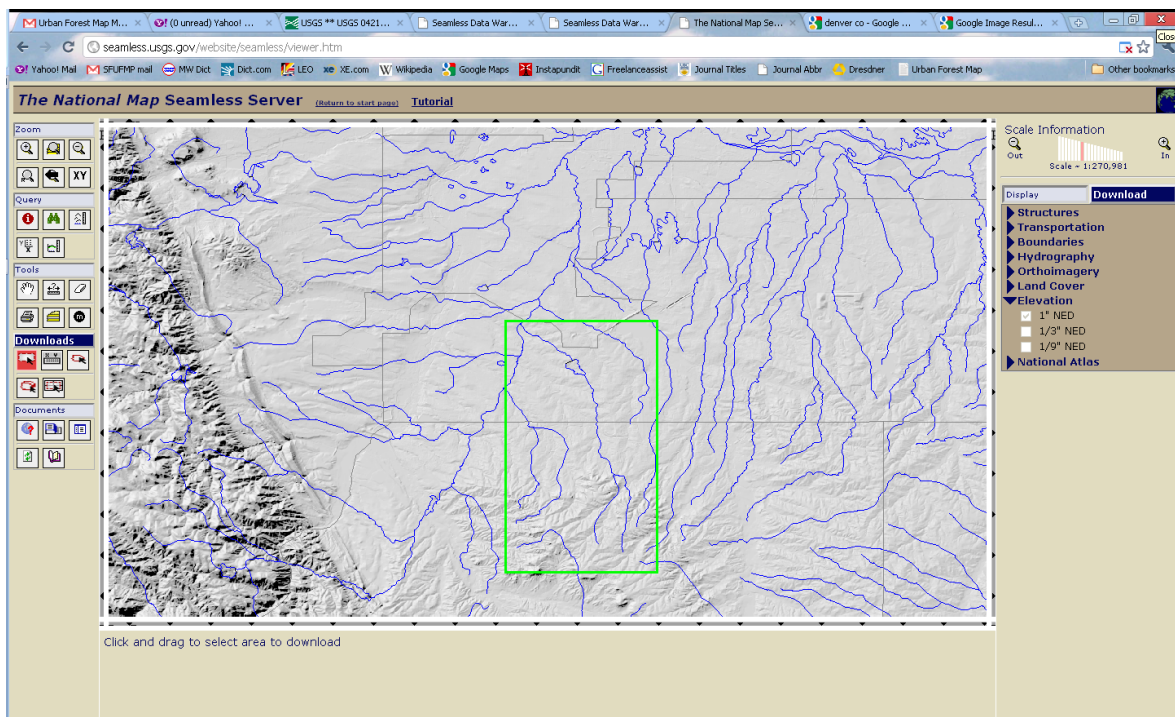 Urban Forest Map M...
(0 unread) Yahoo! ...
USGS ** USGS 0421...
Seamless Data War...
Seamless Data War...
The National Map Se...
denver co - Google ...
Google Image Resul...
Clos
seamless.usgs.gov/website/seamless/viewer.htm
Yahoo! Mail
SFUFMP mail
MW Dict
Dict.com
LEO
XE.com
Wikipedia
Google Maps
Instapundit
Freelanceassist
Journal Titles
Journal Abbr
Dresdner
Urban Forest Map
Other bookmarks
The National Map Seamless Server
(Return to start page)
Tutorial
Zoom
XY
Query
Tools
Downloads
Documents
Scale Information
Out
In
Scale ~ 1:270,981
Display
Download
Structures
Transportation
Boundaries
Hydrography
Orthoimagery
Land Cover
Elevation
1" NED
1/3" NED
1/9" NED
National Atlas
Click and drag to select area to download